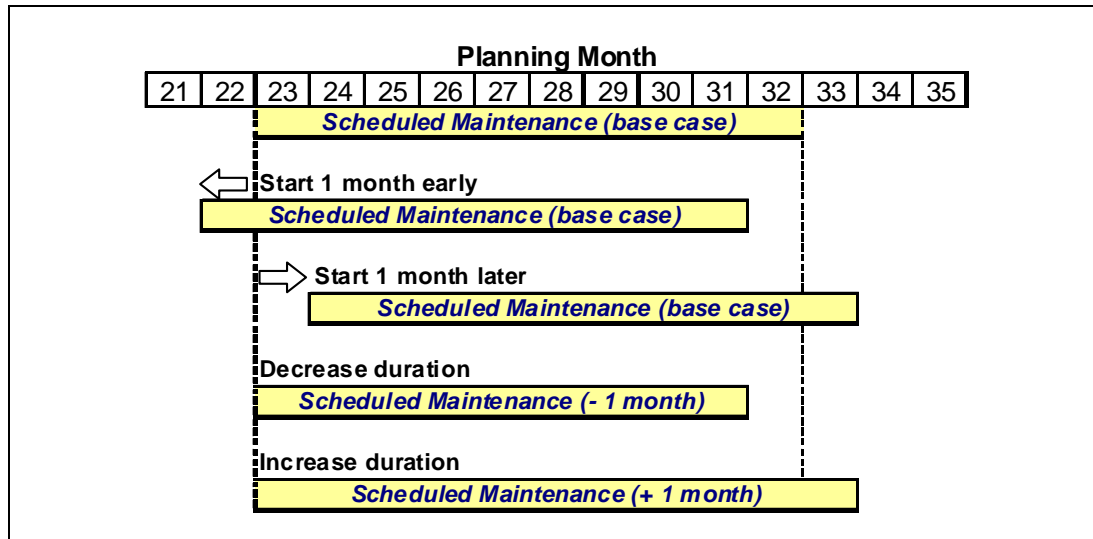 Planning Month
21 22 23 24 25 26 27 28 29 30 31 32 33 34 35
Scheduled Maintenance (base case)
Start 1 month early
Scheduled Maintenance (base case)
Start 1 month later
Scheduled Maintenance (base case)
Decrease duration
Scheduled Maintenance (- 1 month)
Increase duration
Scheduled Maintenance (+ 1 month)